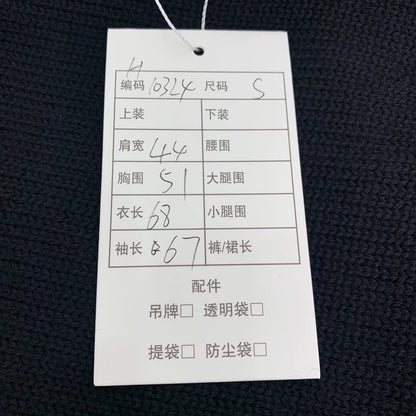 H
编码 10324 尺码 S
上装 下装
肩宽 44 腰围
胸围 51 大腿围
衣长 68 小腿围
袖长 67 裤/裙长
配件
吊牌□ 透明袋□
提袋□ 防尘袋□